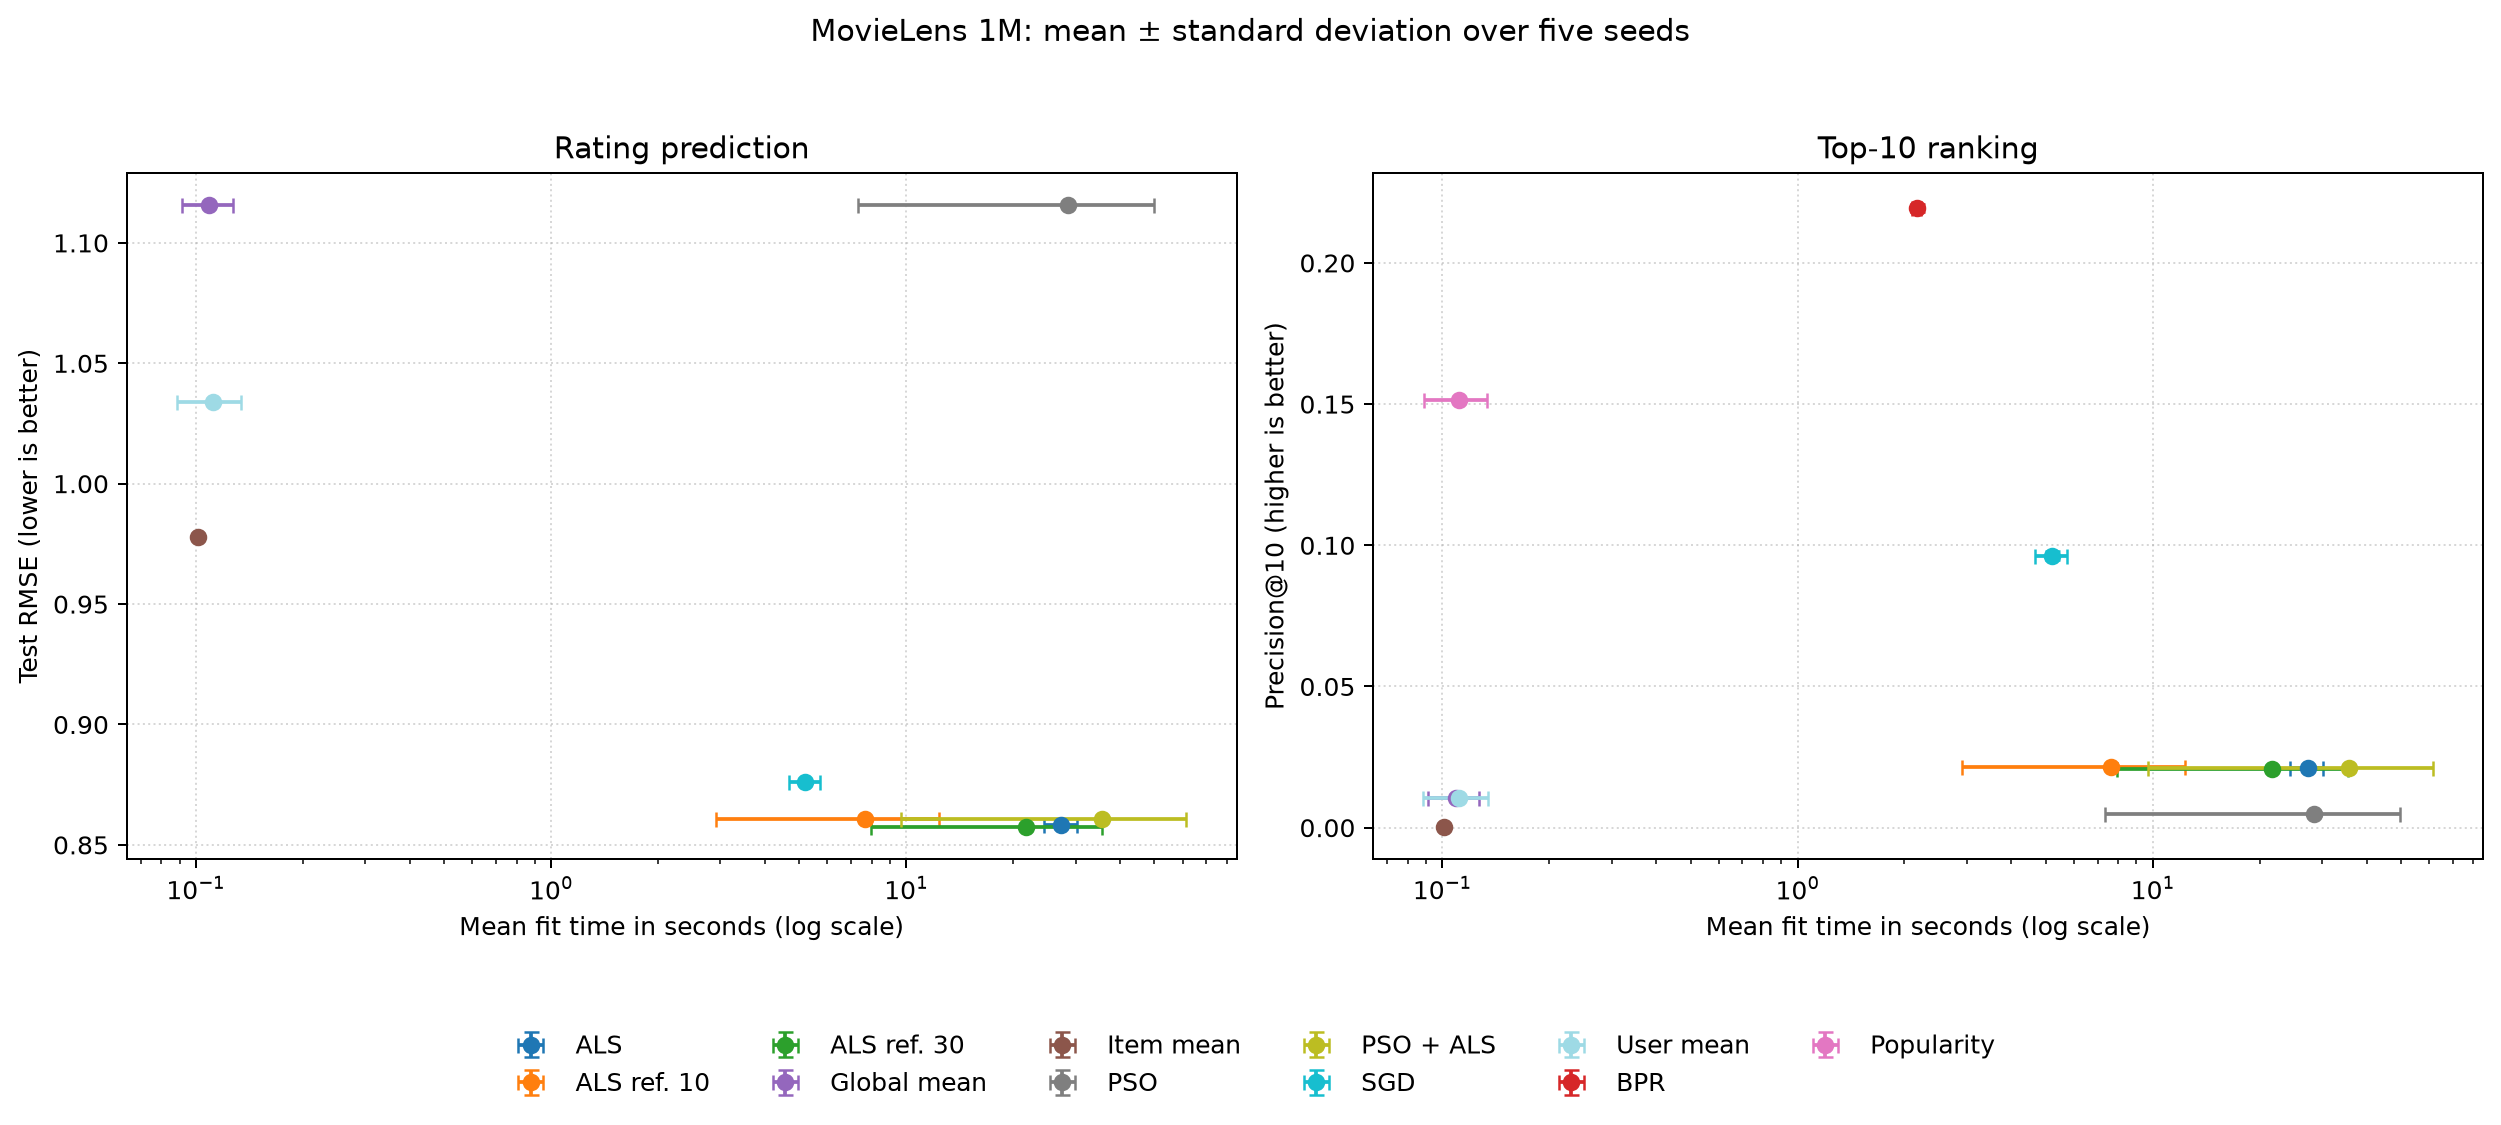 MovieLens 1M: mean ± standard deviation over five seeds
Rating prediction
Test RMSE (lower is better)
1.10
1.05
1.00
0.95
0.90
0.85
10⁻¹
10⁰
10¹
Mean fit time in seconds (log scale)
Top-10 ranking
Precision@10 (higher is better)
0.20
0.15
0.10
0.05
0.00
10⁻¹
10⁰
10¹
Mean fit time in seconds (log scale)
ALS
ALS ref. 10
ALS ref. 30
Global mean
Item mean
PSO
PSO + ALS
SGD
User mean
BPR
Popularity